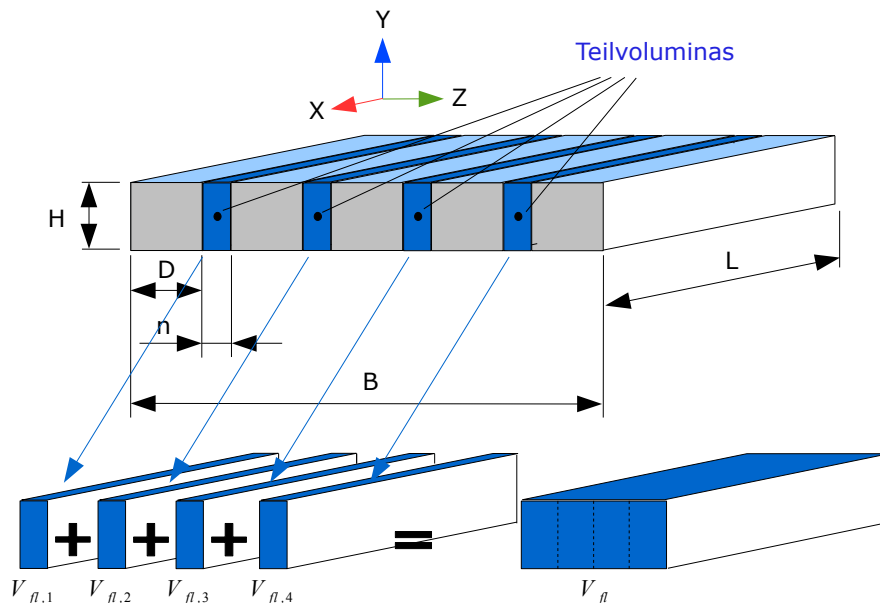 Y
Teilvoluminas
X
Z
H
D
L
n
B
+ + + =
V fl,1 V fl,2 V fl,3 V fl,4 V fl